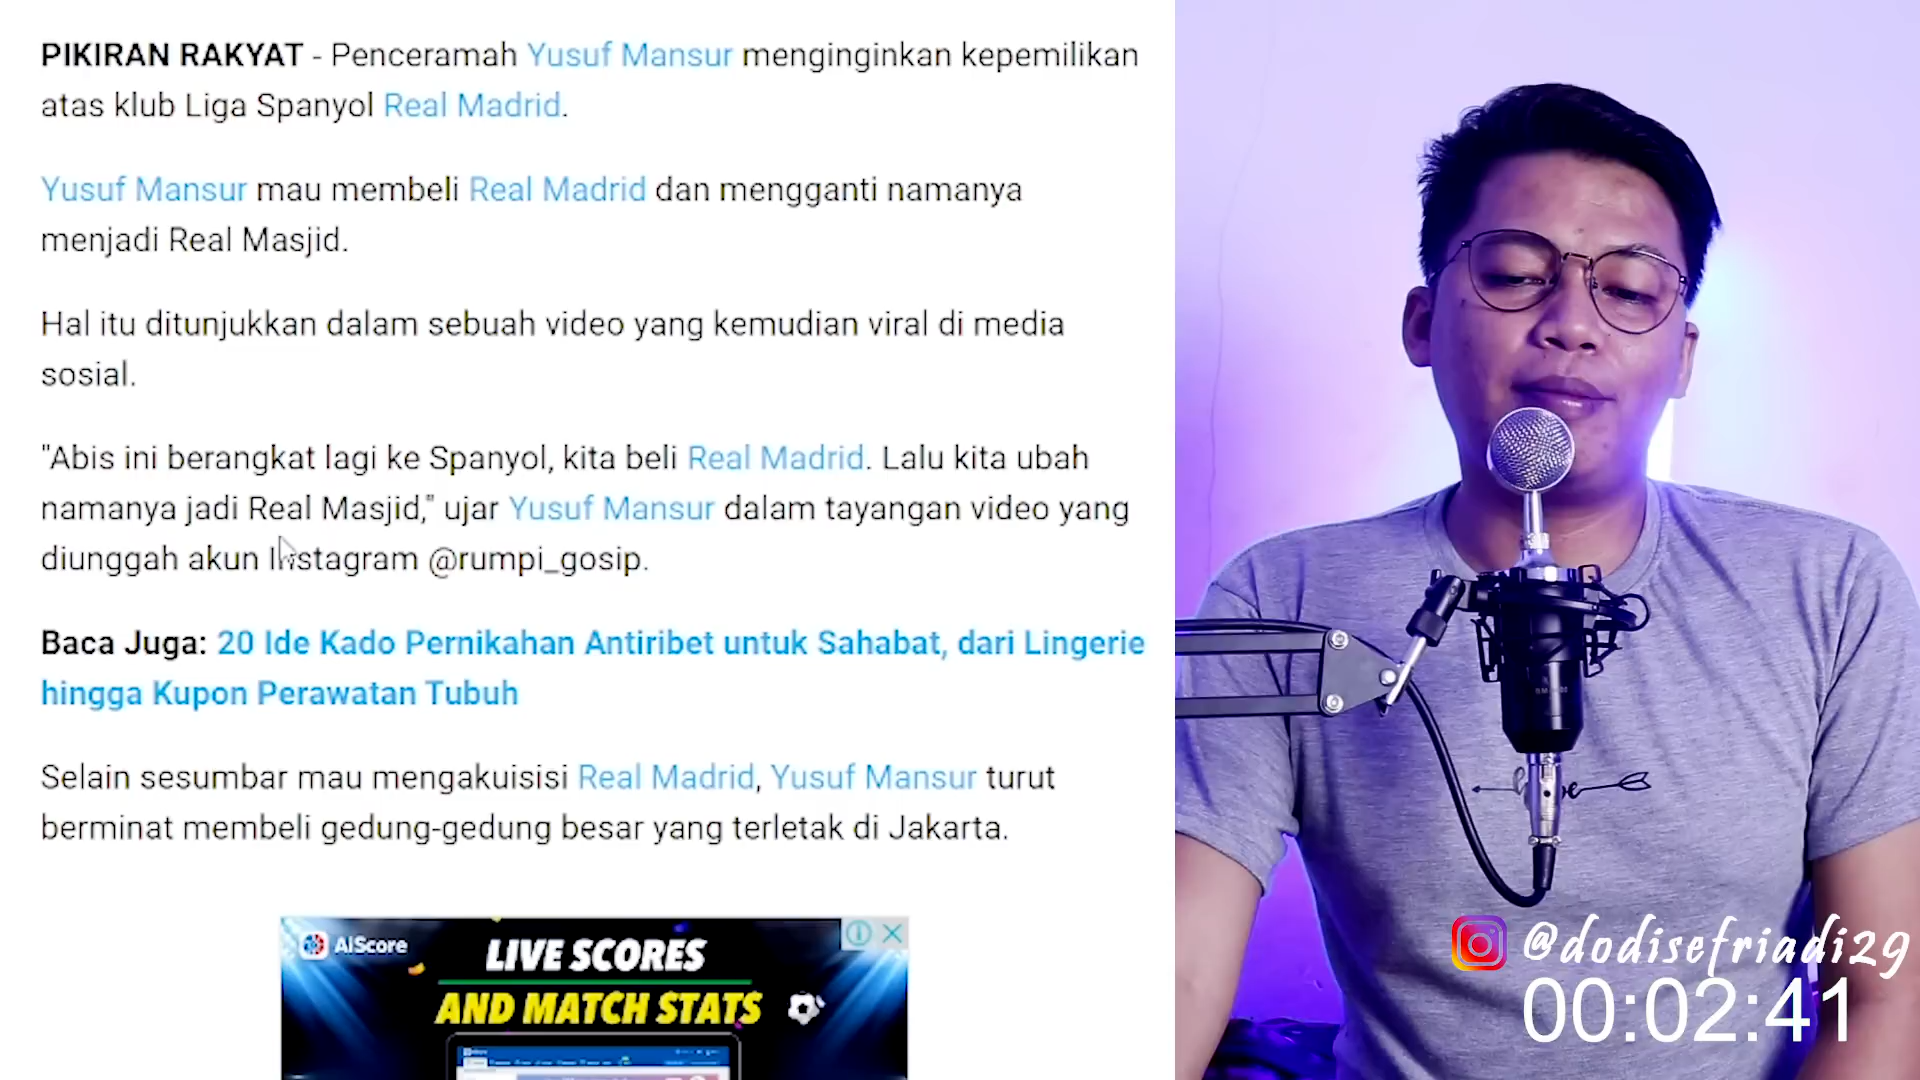 PIKIRAN RAKYAT - Penceramah Yusuf Mansur menginginkan kepemilikan
atas klub Liga Spanyol Real Madrid.
Yusuf Mansur mau membeli Real Madrid dan mengganti namanya
menjadi Real Masjid.
Hal itu ditunjukkan dalam sebuah video yang kemudian viral di media
sosial.
"Abis ini berangkat lagi ke Spanyol, kita beli Real Madrid. Lalu kita ubah
namanya jadi Real Masjid," ujar Yusuf Mansur dalam tayangan video yang
diunggah akun Instagram @rumpi_gosip.
Baca Juga: 20 Ide Kado Pernikahan Antiribet untuk Sahabat, dari Lingerie
hingga Kupon Perawatan Tubuh
Selain sesumbar mau mengakuisisi Real Madrid, Yusuf Mansur turut
berminat membeli gedung-gedung besar yang terletak di Jakarta.
AiScore
LIVE SCORES
AND MATCH STATS
@dodisefriadi29
00:02:41